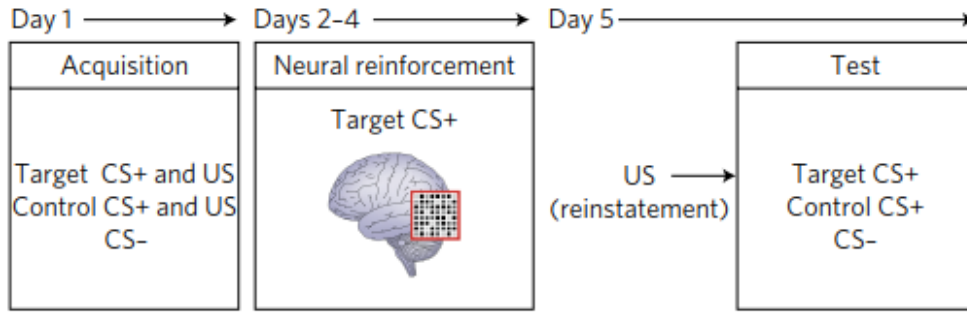 Day 1
Days 2–4
Day 5
Acquisition
Neural reinforcement
Test
Target CS+ and US
Control CS+ and US
CS–
Target CS+
US
(reinstatement)
Target CS+
Control CS+
CS–